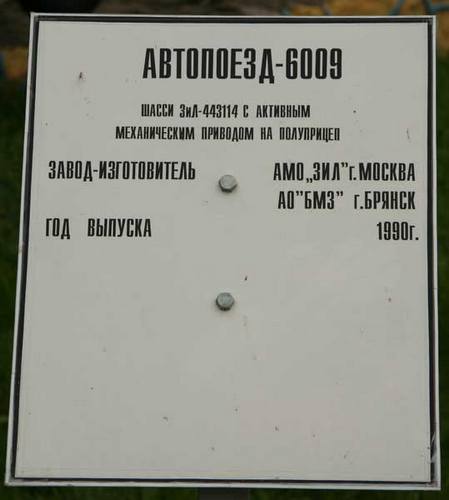 АВТОПОЕЗД-6009
ШАССИ ЗиЛ-443114 С АКТИВНЫМ
МЕХАНИЧЕСКИМ ПРИВОДОМ НА ПОЛУПРИЦЕП
ЗАВОД-ИЗГОТОВИТЕЛЬ АМО„ЗИЛ"г.МОСКВА
АО"БМЗ" г.БРЯНСК
ГОД ВЫПУСКА 1990г.